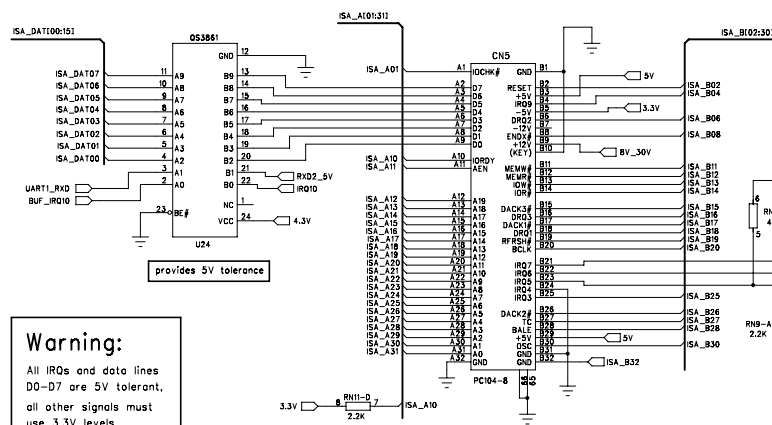 ISA_DAT[00:15]
ISA_A[01:31]
ISA_B[02:30]
QS3861
GND 12
ISA_DAT07 11 A9 B9 13
ISA_DAT06 10 A8 B8 14
ISA_DAT05 9 A7 B7 15
ISA_DAT04 8 A6 B6 16
ISA_DAT03 7 A5 B5 17
ISA_DAT02 6 A4 B4 18
ISA_DAT01 5 A3 B3 19
ISA_DAT00 4 A2 B2 20
UART1_RXD 3 A1 B1 21 RXD2_5V
BUF_IRQ10 2 A0 B0 22 IRQ10
NC 1
23 BE#
VCC 24 4.3V
U24
provides 5V tolerance
CN5
ISA_A01 A1 IOCHK# GND B1
A2 D7 RESET B2 ISA_B02
A3 D6 +5V B3 5V
A4 D5 IRQ9 B4 ISA_B04
A5 D4 -5V B5 3.3V
A6 D3 DRQ2 B6 ISA_B06
A7 D2 -12V B7
A8 D1 ENDX# B8 ISA_B08
A9 D0 +12V B9 8V_30V
ISA_A10 A10 IORDY (KEY) B10
ISA_A11 A11 AEN MEMW# B11 ISA_B11
MEMR# B12 ISA_B12
IOW# B13 ISA_B13
IOR# B14 ISA_B14
ISA_A12 A12 A19 DACK3# B15 ISA_B15
ISA_A13 A13 A18 DRQ3 B16 ISA_B16
ISA_A14 A14 A17 DACK1# B17 ISA_B17
ISA_A15 A15 A16 DRQ1 B18 ISA_B18
ISA_A16 A16 A15 RFRSH# B19 ISA_B19
ISA_A17 A17 A14 BCLK B20 ISA_B20
ISA_A18 A18 A13
ISA_A19 A19 A12
ISA_A20 A20 A11 IRQ7 B21
ISA_A21 A21 A10 IRQ6 B22
ISA_A22 A22 A9 IRQ5 B23
ISA_A23 A23 A8 IRQ4 B24
ISA_A24 A24 A7 IRQ3 B25 ISA_B25
ISA_A25 A25 A6
ISA_A26 A26 A5 DACK2# B26 ISA_B26
ISA_A27 A27 A4 TC B27 ISA_B27
ISA_A28 A28 A3 BALE B28 ISA_B28
ISA_A29 A29 A2 +5V B29 5V
ISA_A30 A30 A1 OSC B30 ISA_B30
ISA_A31 A31 A0 GND B31
A32 GND GND B32 ISA_B32
PC104-8
66
65
6
RN
4
5
RN9-A
2.2K
3.3V 8 RN11-D 7 ISA_A10
2.2K
Warning:
All IRQs and data lines
D0-D7 are 5V tolerant,
all other signals must
use 3.3V levels